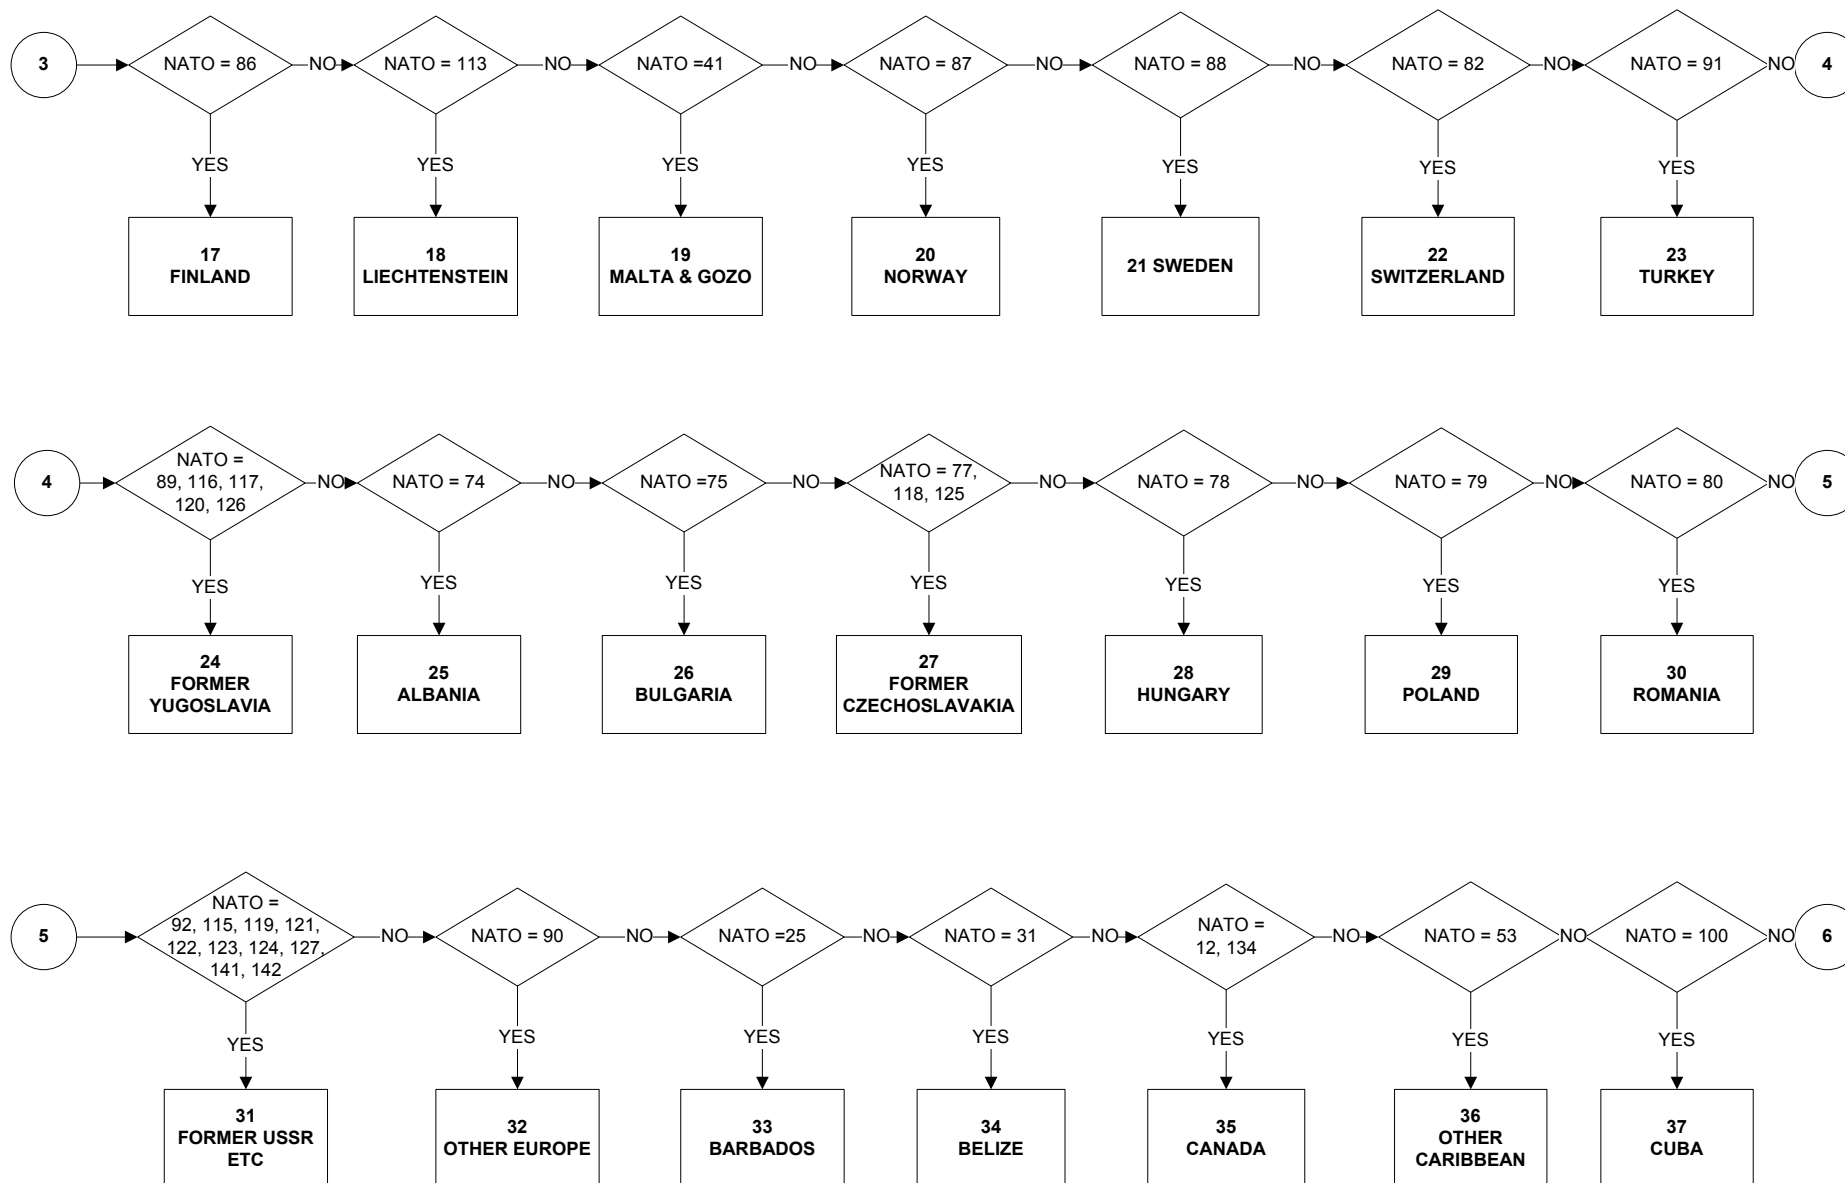 3
NATO = 86
NO
NATO = 113
NO
NATO =41
NO
NATO = 87
NO
NATO = 88
NO
NATO = 82
NO
NATO = 91
NO
4
YES
YES
YES
YES
YES
YES
YES
17
FINLAND
18
LIECHTENSTEIN
19
MALTA & GOZO
20
NORWAY
21 SWEDEN
22
SWITZERLAND
23
TURKEY
4
NATO =
89, 116, 117,
120, 126
NO
NATO = 74
NO
NATO =75
NO
NATO = 77,
118, 125
NO
NATO = 78
NO
NATO = 79
NO
NATO = 80
NO
5
YES
YES
YES
YES
YES
YES
YES
24
FORMER
YUGOSLAVIA
25
ALBANIA
26
BULGARIA
27
FORMER
CZECHOSLAVAKIA
28
HUNGARY
29
POLAND
30
ROMANIA
5
NATO =
92, 115, 119, 121,
122, 123, 124, 127,
141, 142
NO
NATO = 90
NO
NATO =25
NO
NATO = 31
NO
NATO =
12, 134
NO
NATO = 53
NO
NATO = 100
NO
6
YES
YES
YES
YES
YES
YES
YES
31
FORMER USSR
ETC
32
OTHER EUROPE
33
BARBADOS
34
BELIZE
35
CANADA
36
OTHER
CARIBBEAN
37
CUBA